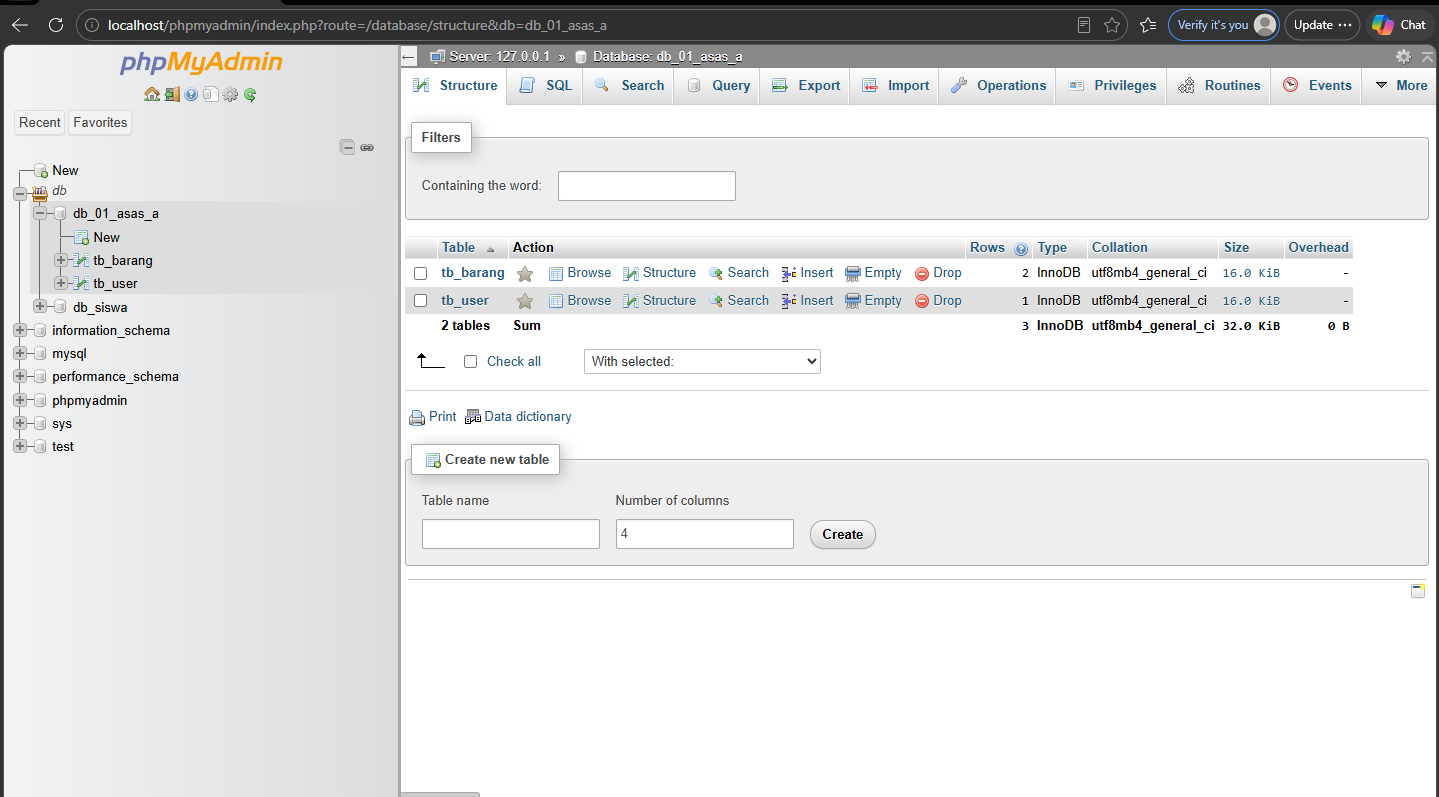 localhost/phpmyadmin/index.php?route=/database/structure&db=db_01_asas_a
Verify it's you
Update
Chat
phpMyAdmin
Recent
Favorites
New
db
db_01_asas_a
New
tb_barang
tb_user
db_siswa
information_schema
mysql
performance_schema
phpmyadmin
sys
test
Server: 127.0.0.1 » Database: db_01_asas_a
Structure SQL Search Query Export Import Operations Privileges Routines Events More
Filters
Containing the word:
Table Action Rows Type Collation Size Overhead
tb_barang Browse Structure Search Insert Empty Drop 2 InnoDB utf8mb4_general_ci 16.0 KiB -
tb_user Browse Structure Search Insert Empty Drop 1 InnoDB utf8mb4_general_ci 16.0 KiB -
2 tables Sum 3 InnoDB utf8mb4_general_ci 32.0 KiB 0 B
Check all With selected:
Print Data dictionary
Create new table
Table name Number of columns
4 Create